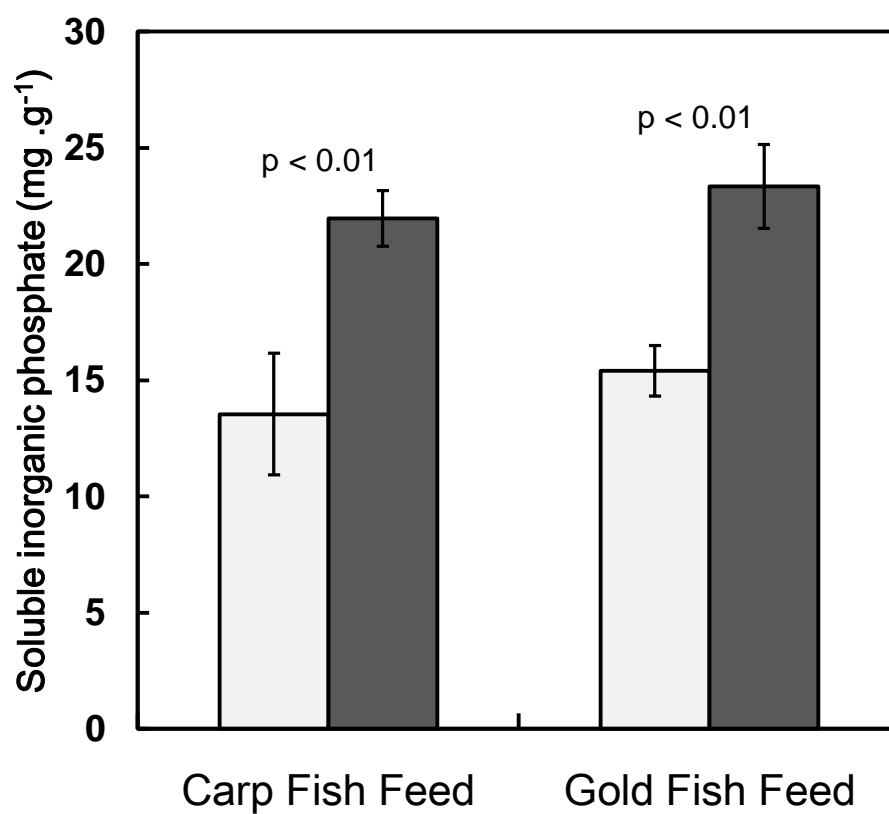 Soluble inorganic phosphate (mg .g-1)
30
25
20
15
10
5
0
p < 0.01
p < 0.01
Carp Fish Feed
Gold Fish Feed